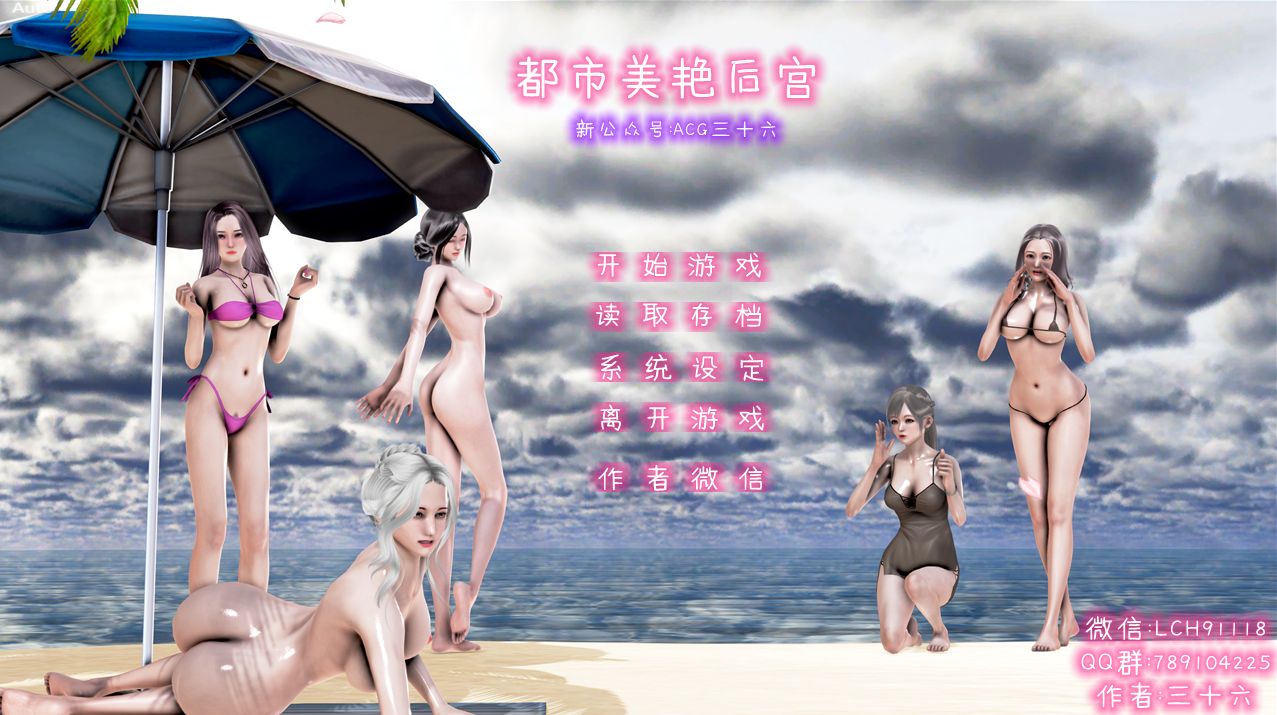 都市美艳后宫
新公众号:ACG三十六
开始游戏
读取存档
系统设定
离开游戏
作者微信
微信:LCH91118
QQ群:789104225
作者:三十六